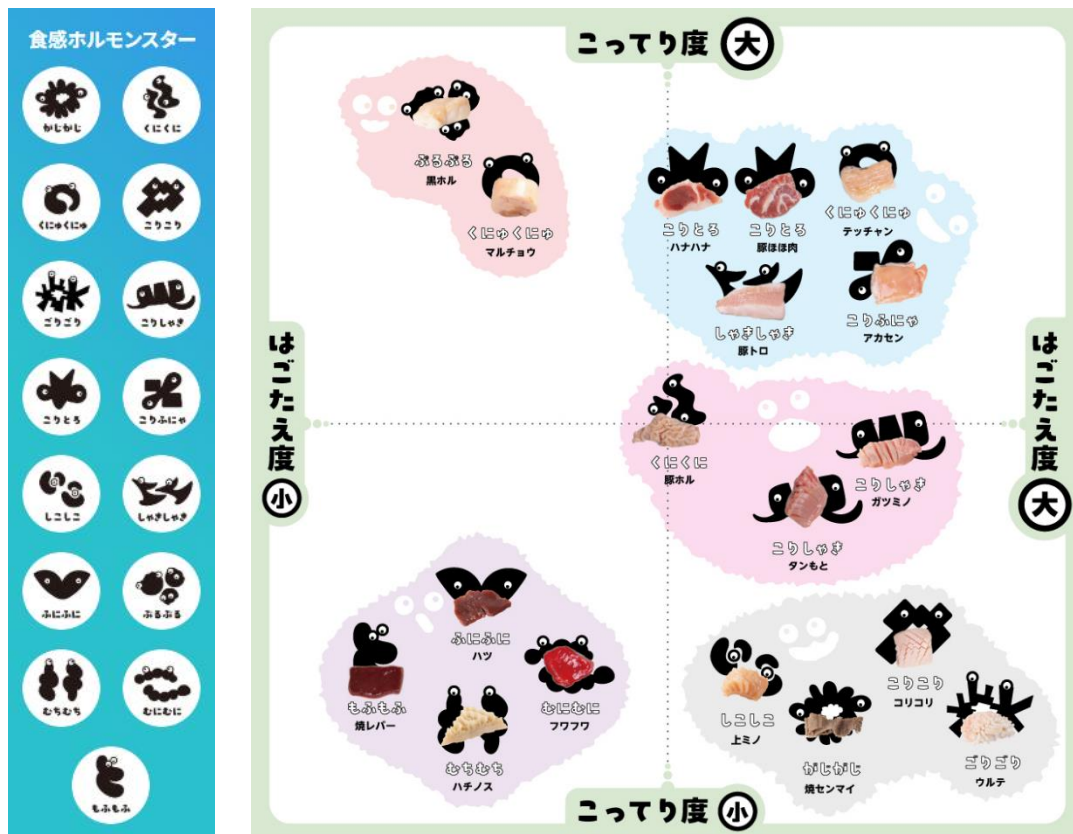 食感ホルモンスター
がじがじ
くにくに
くにゅくにゅ
こりこり
ごりごり
こりしゃき
こりとろ
こりふにゃ
しこしこ
しゃきしゃき
ふにふに
ぷるぷる
むちむち
むにむに
もふもふ
こってり度 大
ぷるぷる
黒ホル
くにゅくにゅ
マルチョウ
こりとろ
ハナハナ
こりとろ
豚ほほ肉
くにゅくにゅ
テッチャン
しゃきしゃき
豚トロ
こりふにゃ
アカセン
はごたえ度 小
はごたえ度 大
くにくに
豚ホル
こりしゃき
ガツミノ
こりしゃき
タンもと
ふにふに
ハツ
もふもふ
焼レバー
むにむに
フワフワ
むちむち
ハチノス
しこしこ
上ミノ
がじがじ
焼センマイ
こりこり
コリコリ
ごりごり
ウルテ
こってり度 小